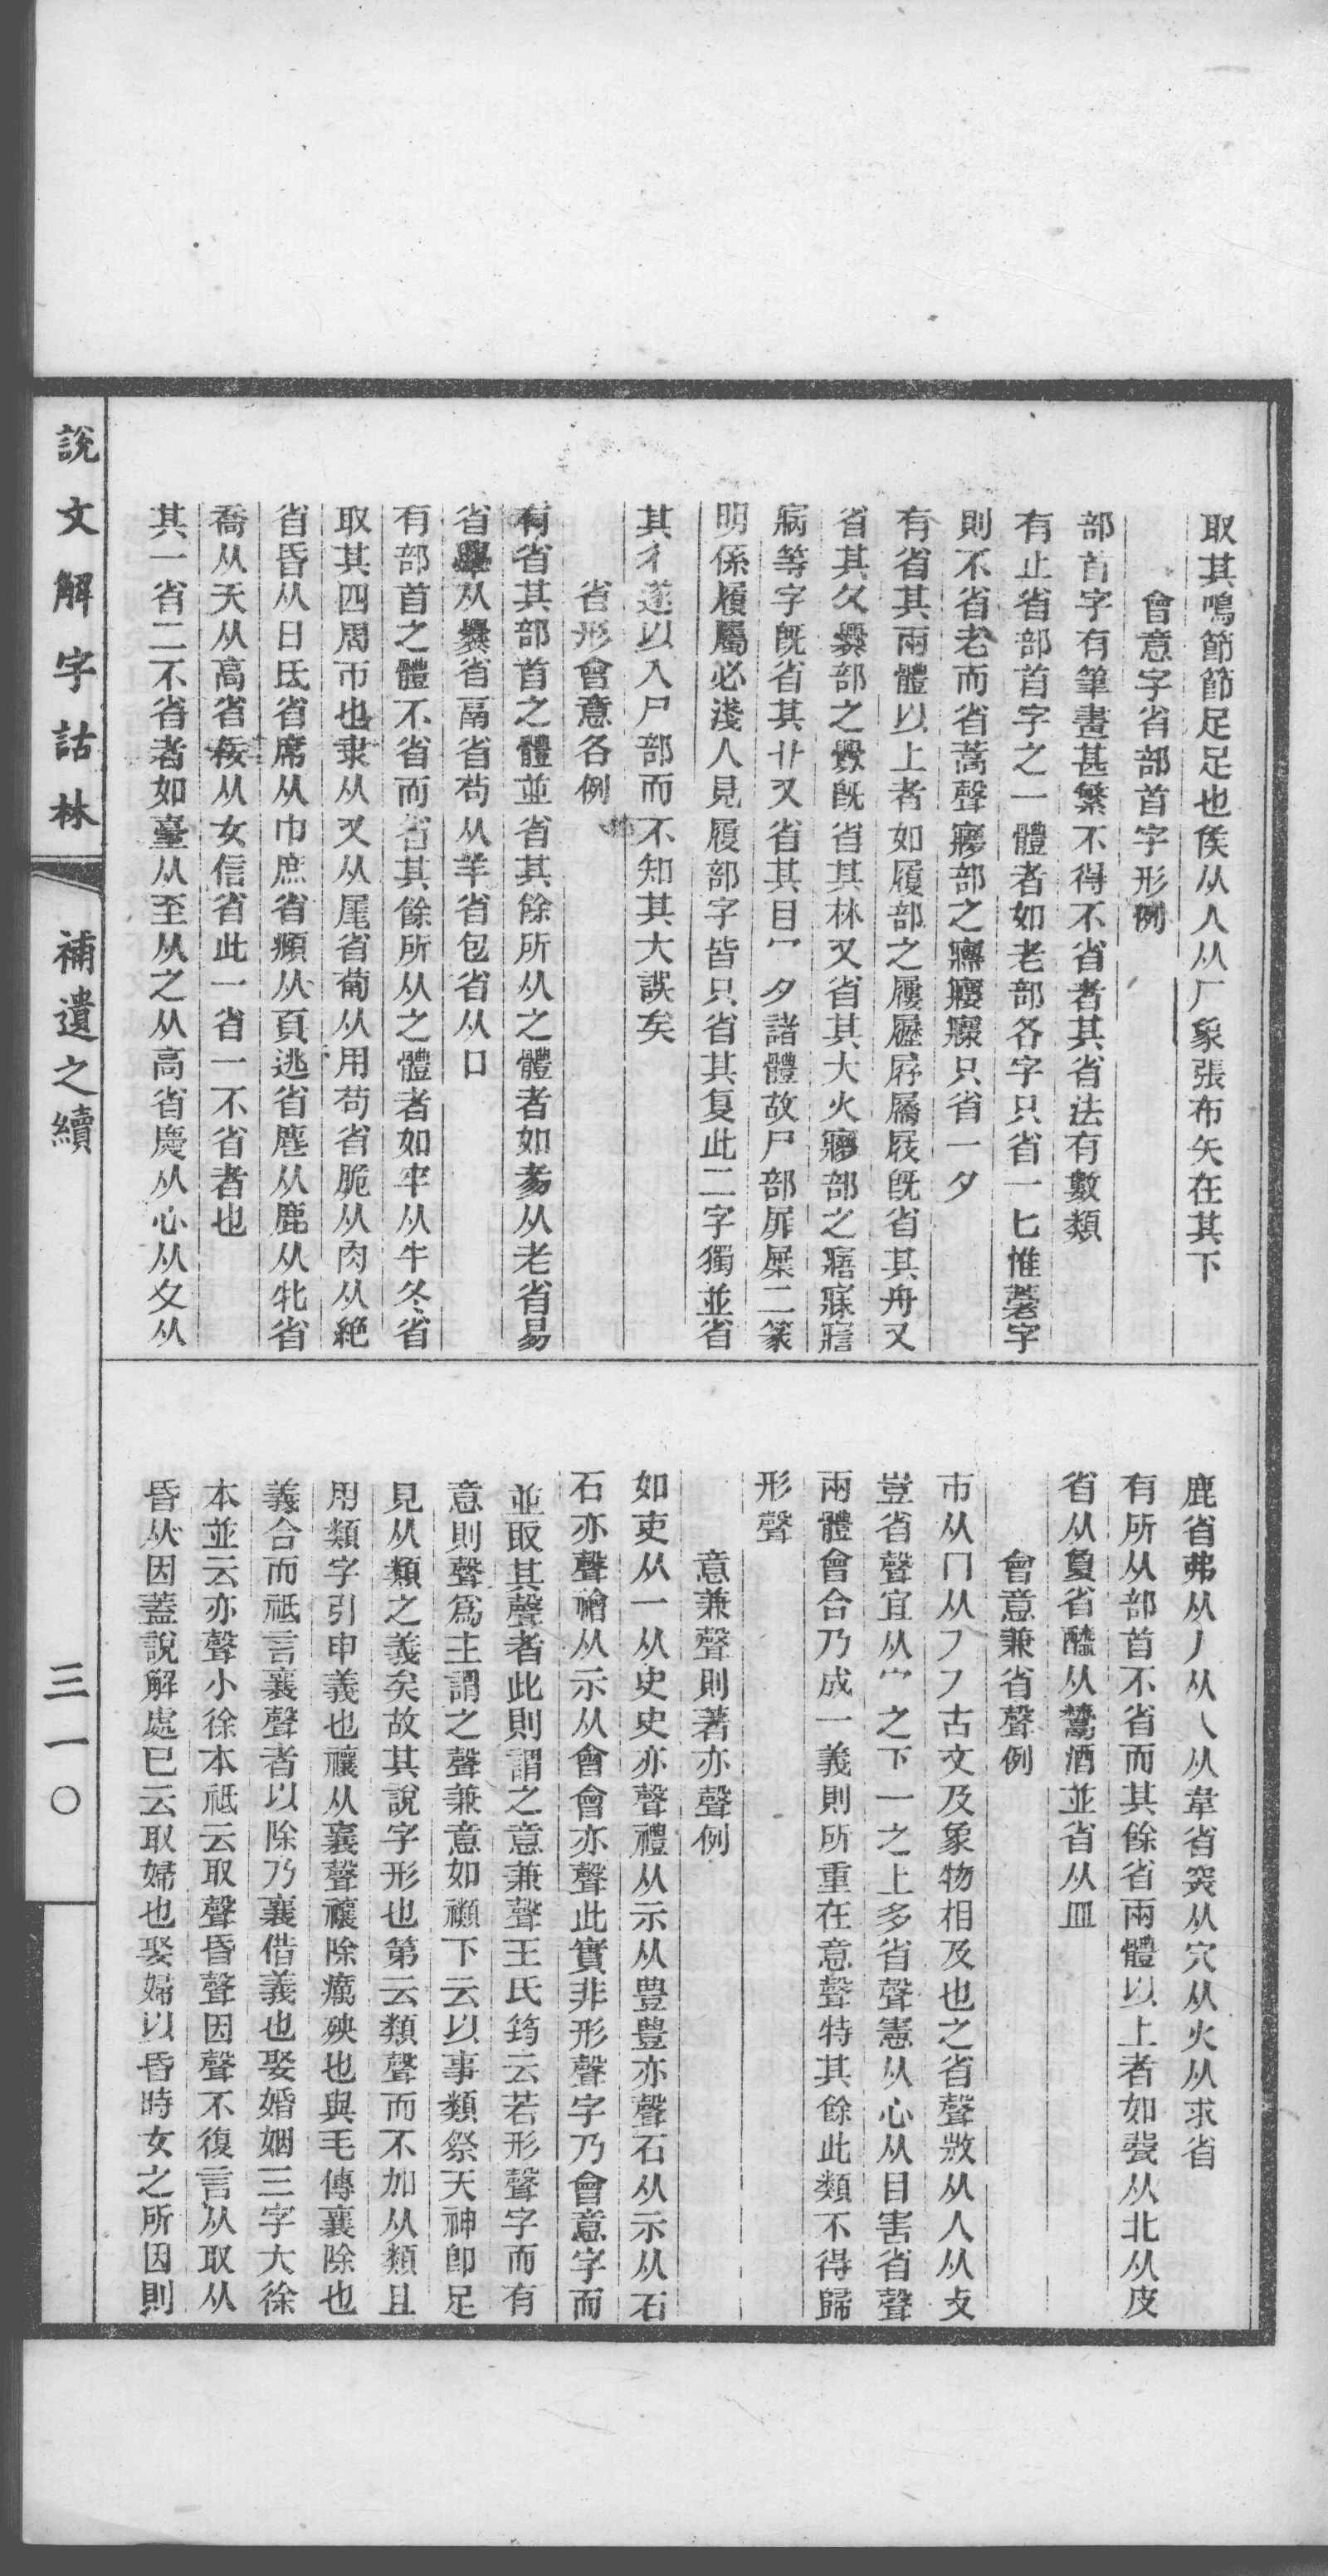 取其鳴節節足足也矦从人从厂象張布矢在其下
會意字省部首字形例
部首字有筆畫甚繁不得不省者其省法有數類
有止省部首字之一體者如老部各字只省一匕惟薹字
則不省老而省蒿聲㝱部之寐寢寱只省一夕
有省其兩體以上者如履部之屨屩既省其舟又
省其夂爨部之釁既省其林又省其大火㝱部之寤寐
病等字既省其廾又省其目冖夕諸體故尸部屝屟二篆
明係履屬必淺人見履部字皆只省其复此二字獨並省
其彳遂以入尸部而不知其大誤矣
省形會意各例
有省其部首之體並省其餘所从之體者如昜从老省易
省 从爨省鬲省茍从羊省包省从口
有部首之體不省而省其餘所从之體者如牢从牛冬省
取其四周帀也隶从又从尾省葡从用茍省脆从肉从絕
省昏从日氐省席从巾庶省頫从頁逃省麀从鹿从牝省
喬从夭从高省佞从女信省此一省一不省者也
其一省二不省者如臺从至从之从高省慶从心从夂从
鹿省弗从丿从乀从韋省突从穴从火从求省
有所从部首不省而其餘省兩體以上者如㼱从北从皮
省从夐省醯从鬻酒並省从皿
會意兼省聲例
市从冂从乁乁古文及象物相及也之省聲敚从人从攴
豈省聲宜从宀之下一之上多省聲憲从心从目害省聲
兩體會合乃成一義則所重在意聲特其餘此類不得歸
形聲
意兼聲則著亦聲例
如吏从一从史史亦聲禮从示从豊豊亦聲祏从示从石
石亦聲禬从示从會會亦聲此實非形聲字乃會意字而
並取其聲者此則謂之意兼聲王氏筠云若形聲字而有
意則聲爲主謂之聲兼意如禷下云以事類祭天神卽足
見从類之義矣故其說字形也第云類聲而不加从類且
用類字引申義也禳从襄聲禳除癘殃也與毛傳襄除也
義合而祗言襄聲者以除乃襄借義也娶婚姻三字大徐
本並云亦聲小徐本祗云取聲昏聲因聲不復言从取从
昏从因蓋說解處已云取婦也娶婦以昏時女之所因則
說文解字詁林 補遺之續 三一〇